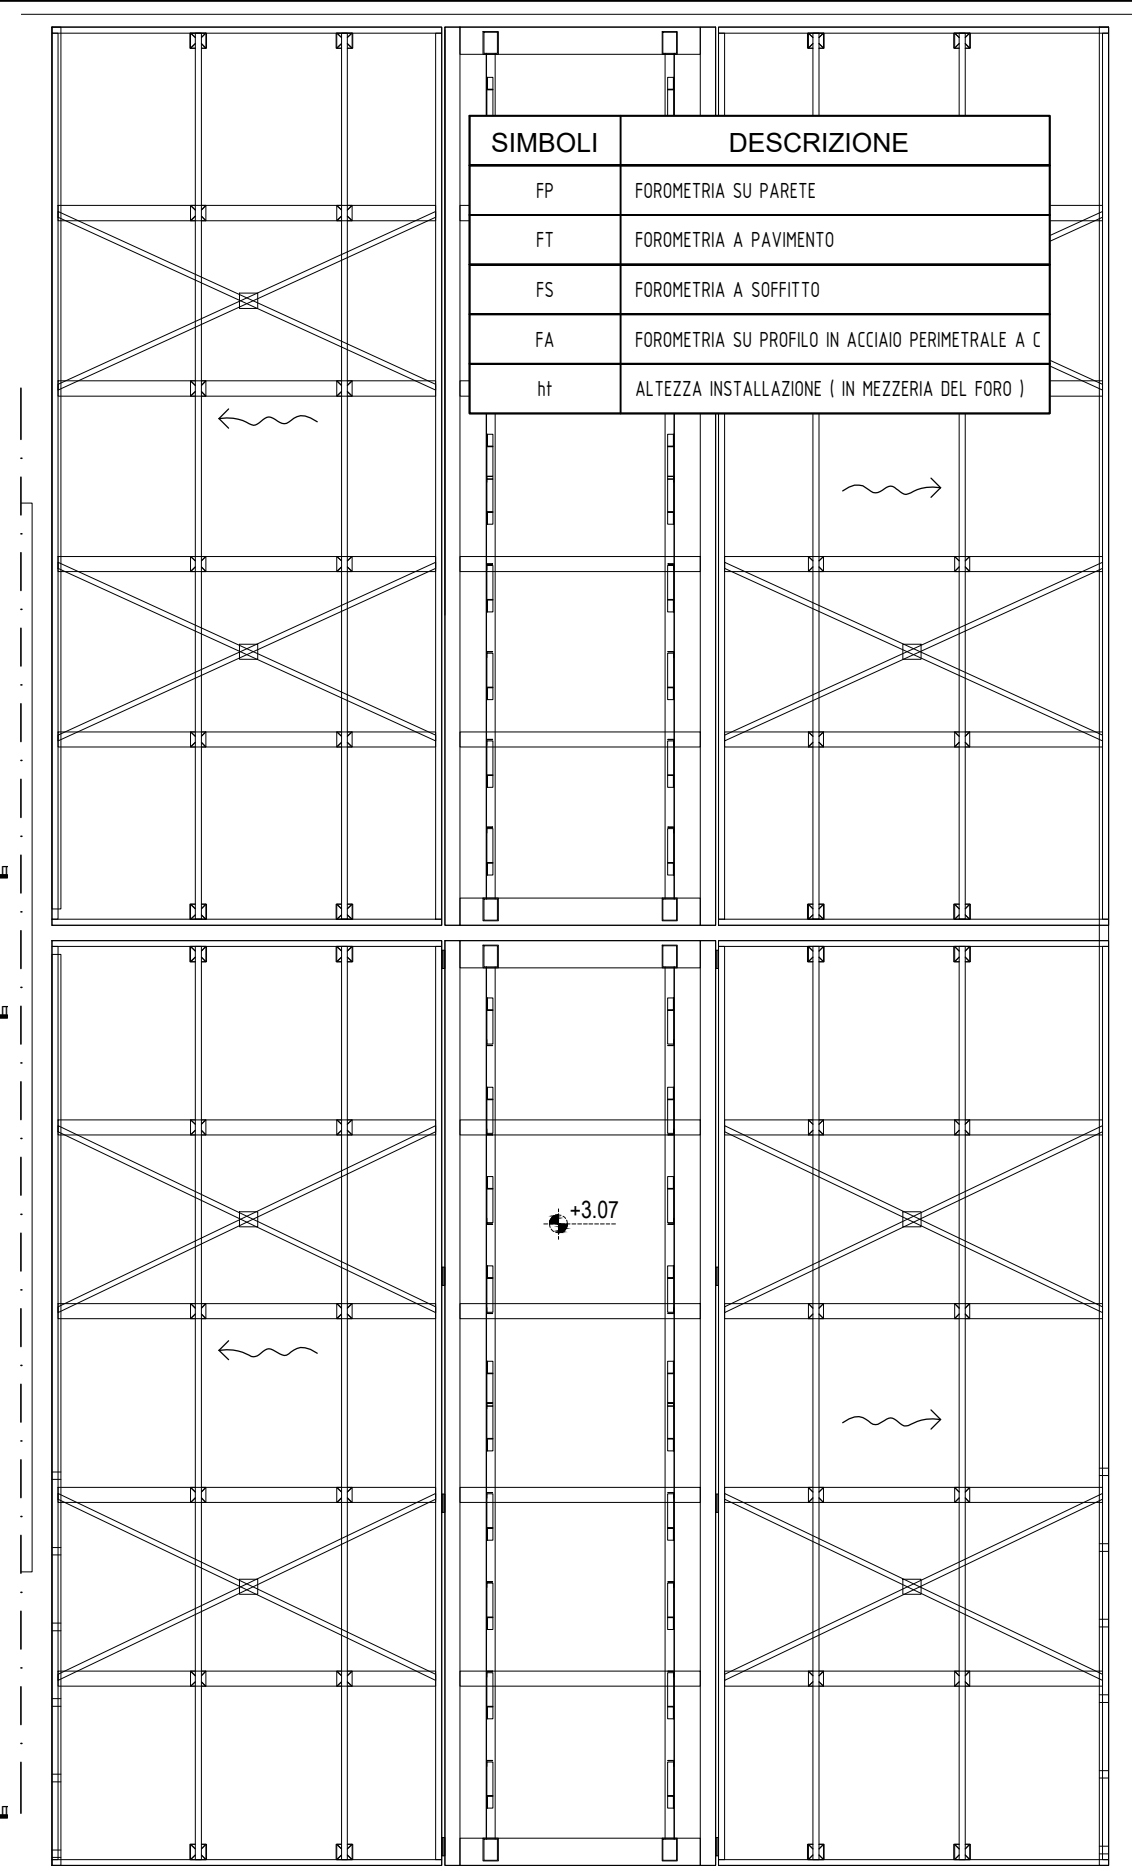 SIMBOLI DESCRIZIONE
FP FOROMETRIA SU PARETE
FT FOROMETRIA A PAVIMENTO
FS FOROMETRIA A SOFFITTO
FA FOROMETRIA SU PROFILO IN ACCIAIO PERIMETRALE A C
ht ALTEZZA INSTALLAZIONE ( IN MEZZERIA DEL FORO )
+3.07